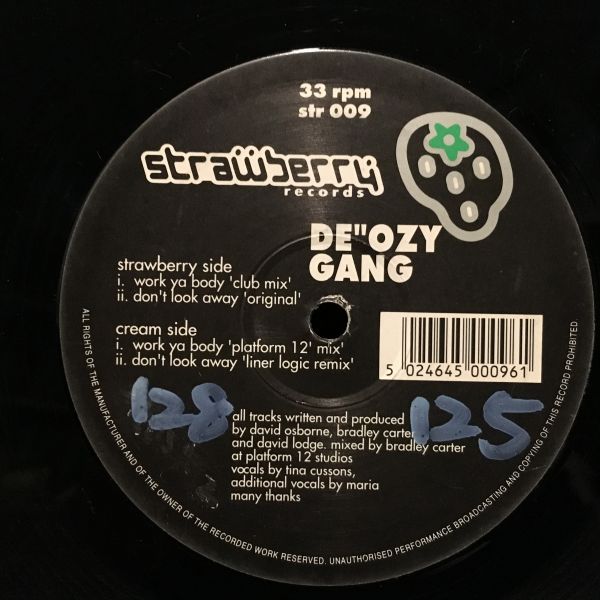 33 rpm
str 009
strawberry
records
DE"OZY
GANG
strawberry side
i. work ya body 'club mix'
ii. don't look away 'original'
cream side
i. work ya body 'platform 12' mix'
ii. don't look away 'liner logic remix'
5 024645 000961
128
125
all tracks written and produced
by david osborne, bradley carter
and david lodge. mixed by bradley carter
at platform 12 studios
vocals by tina cussons,
additional vocals by maria
many thanks
ALL RIGHTS OF THE MANUFACTURER AND OF THE OWNER OF THE RECORDED WORK RESERVED. UNAUTHORISED PERFORMANCE BROADCASTING AND COPYING OF THIS RECORD PROHIBITED.